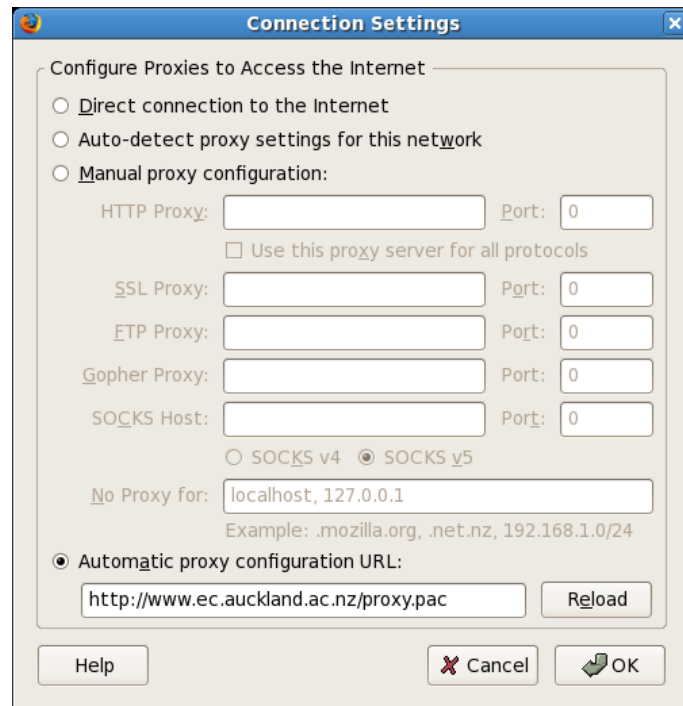 Connection Settings
Configure Proxies to Access the Internet
Direct connection to the Internet
Auto-detect proxy settings for this network
Manual proxy configuration:
HTTP Proxy: Port: 0
Use this proxy server for all protocols
SSL Proxy: Port: 0
FTP Proxy: Port: 0
Gopher Proxy: Port: 0
SOCKS Host: Port: 0
SOCKS v4 SOCKS v5
No Proxy for: localhost, 127.0.0.1
Example: .mozilla.org, .net.nz, 192.168.1.0/24
Automatic proxy configuration URL:
http://www.ec.auckland.ac.nz/proxy.pac Reload
Help Cancel OK